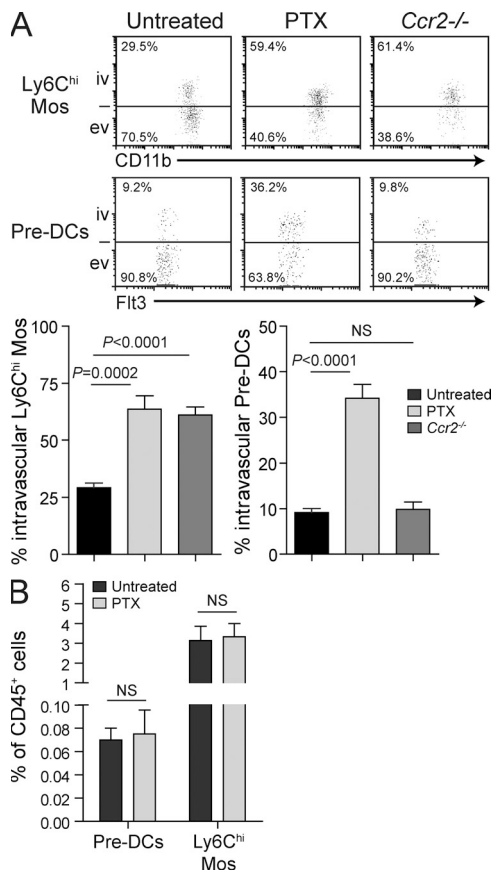 A
Untreated
PTX
Ccr2-/-
Ly6Chi
Mos
iv
ev
29.5%
70.5%
59.4%
40.6%
61.4%
38.6%
CD11b
Pre-DCs
iv
ev
9.2%
90.8%
36.2%
63.8%
9.8%
90.2%
Flt3
% intravascular Ly6Chi Mos
100
75
50
25
0
P<0.0001
P=0.0002
% intravascular Pre-DCs
50
40
30
20
10
0
NS
P<0.0001
Untreated
PTX
Ccr2-/-
B
% of CD45+ cells
6
5
4
3
2
1
0.10
0.08
0.06
0.04
0.02
0.00
Untreated
PTX
NS
NS
Pre-DCs
Ly6Chi
Mos